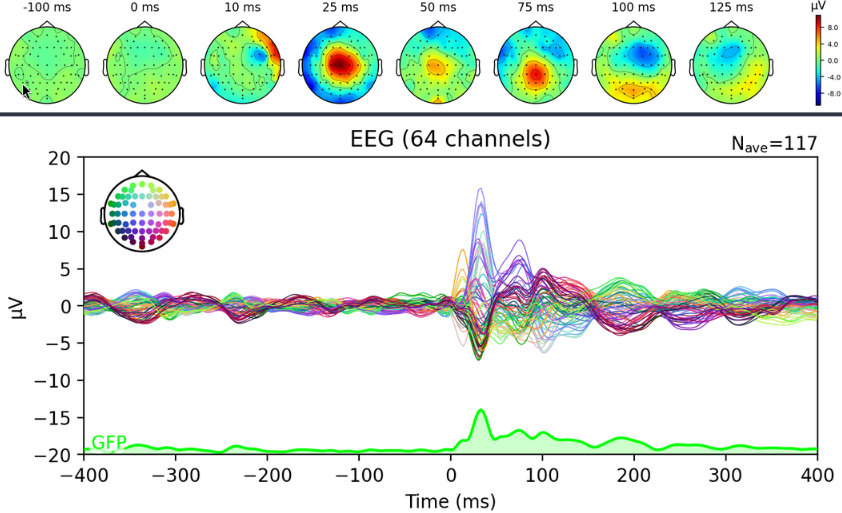 -100 ms 0 ms 10 ms 25 ms 50 ms 75 ms 100 ms 125 ms
µV
8.0
4.0
0.0
-4.0
-8.0
EEG (64 channels)
Nave=117
20
15
10
5
0
−5
−10
−15
−20
µV
GFP
−400 −300 −200 −100 0 100 200 300 400
Time (ms)